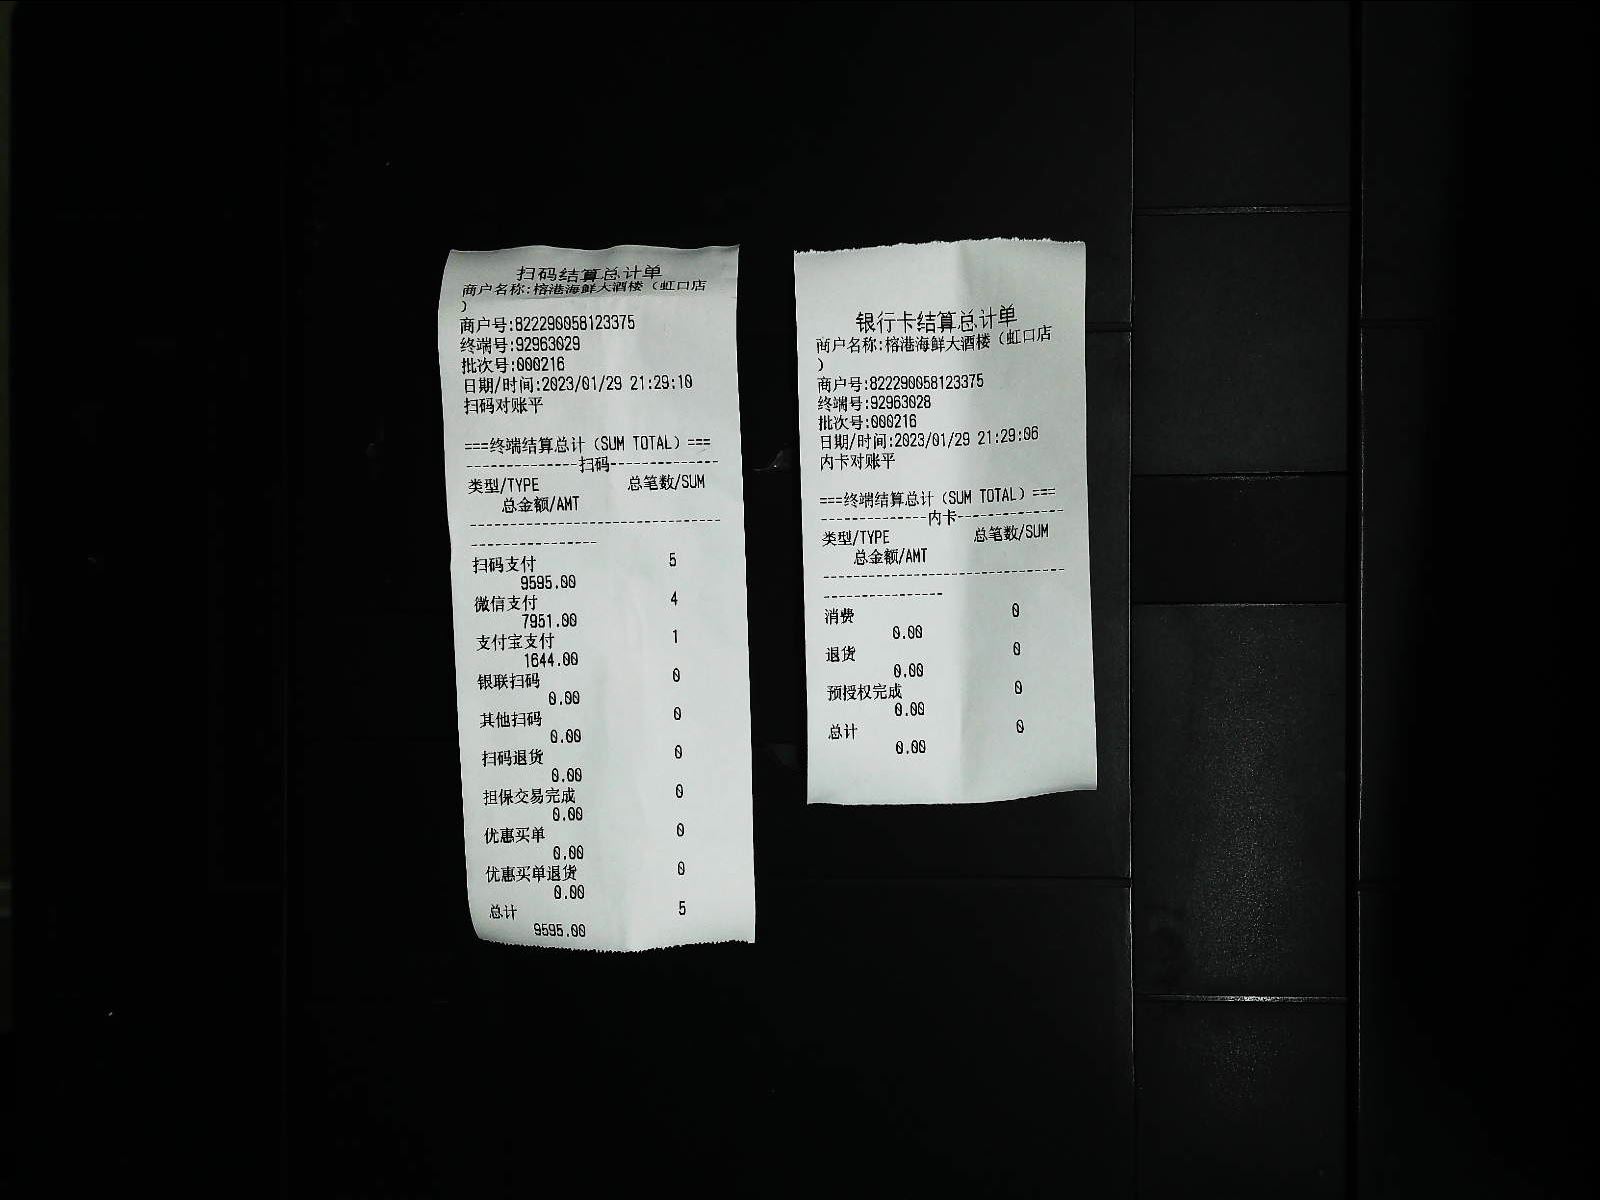 扫码结算总计单
商户名称:榕港海鲜大酒楼（虹口店
）
商户号:822290058123375
终端号:92963029
批次号:000216
日期/时间:2023/01/29 21:29:10
扫码对账平
===终端结算总计（SUM TOTAL）===
--------------扫码--------------
类型/TYPE 总笔数/SUM
总金额/AMT
--------------------------------
----------------
扫码支付 5
9595.00
微信支付 4
7951.00
支付宝支付 1
1644.00
银联扫码 0
0.00
其他扫码 0
0.00
扫码退货 0
0.00
担保交易完成 0
0.00
优惠买单 0
0.00
优惠买单退货 0
0.00
总计 5
9595.00
银行卡结算总计单
商户名称:榕港海鲜大酒楼（虹口店
）
商户号:822290058123375
终端号:92963028
批次号:000216
日期/时间:2023/01/29 21:29:06
内卡对账平
===终端结算总计（SUM TOTAL）===
--------------内卡--------------
类型/TYPE 总笔数/SUM
总金额/AMT
--------------------------------
----------------
消费 0
0.00
退货 0
0.00
预授权完成 0
0.00
总计 0
0.00